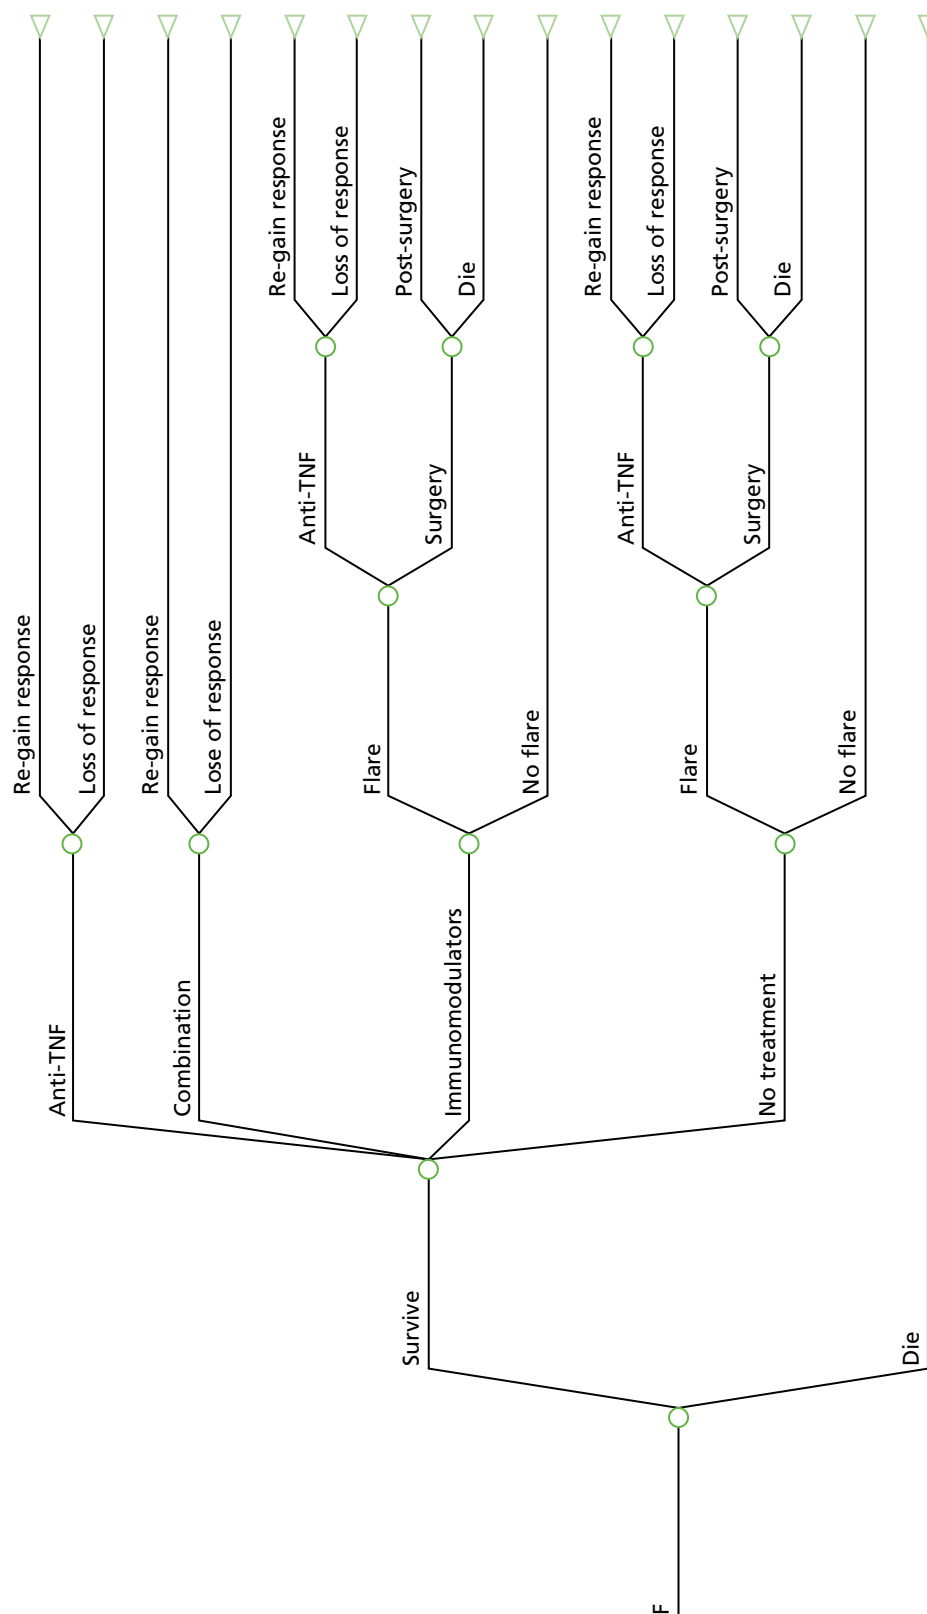 Re-gain response
Anti-TNF
Loss of response
Re-gain response
Combination
Lose of response
Re-gain response
Anti-TNF
Loss of response
Flare
Post-surgery
Survive
Surgery
Immunomodulators
Die
No flare
Re-gain response
Anti-TNF
Loss of response
F
Flare
Post-surgery
Surgery
No treatment
Die
No flare
Die